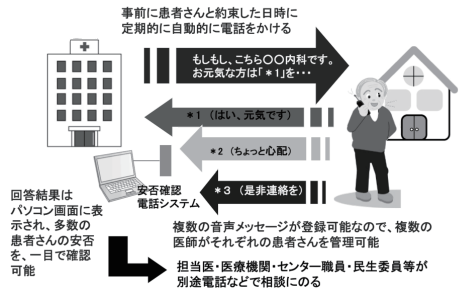 事前に患者さんと約束した日時に
定期的に自動的に電話をかける
もしもし、こちら〇〇内科です。
お元気な方は「＊1」を・・・
＊1 （はい、元気です）
＊2 （ちょっと心配）
＊3 （是非連絡を）
安否確認
電話システム
回答結果は
パソコン画面に表
示され、多数の
患者さんの安否
を、一目で確認
可能
複数の音声メッセージが登録可能なので、複数の
医師がそれぞれの患者さんを管理可能
担当医・医療機関・センター職員・民生委員等が
別途電話などで相談にのる